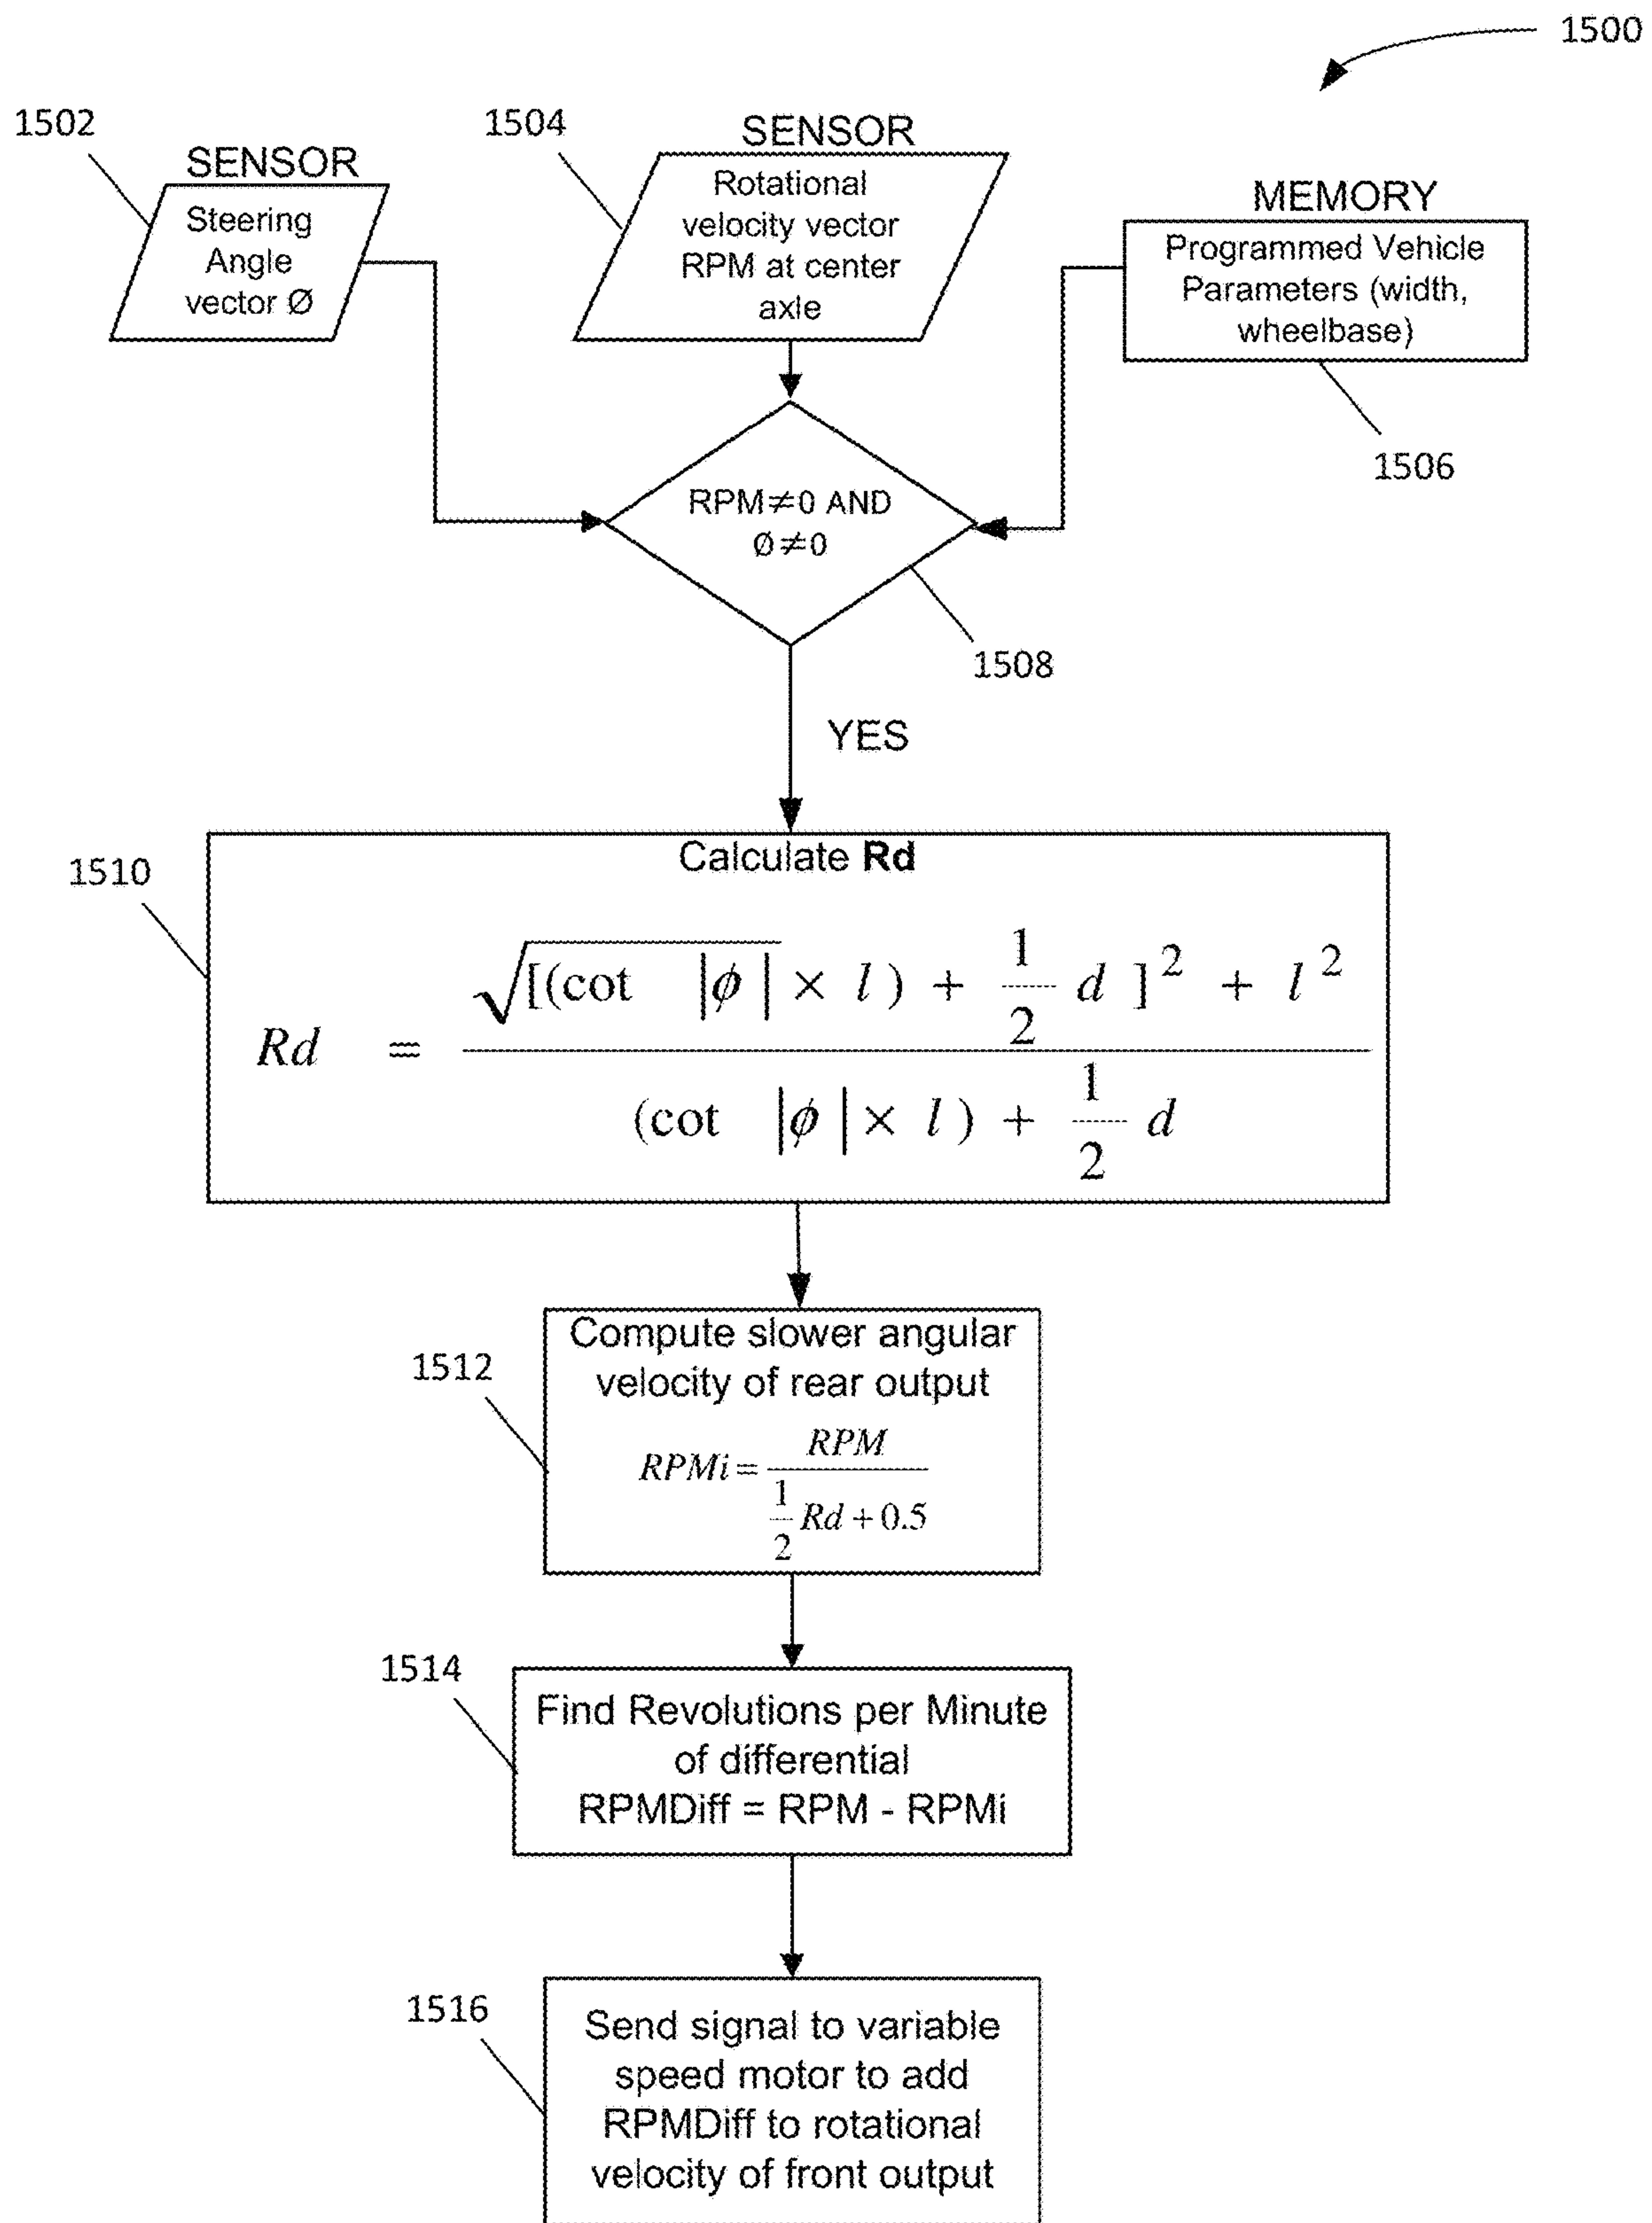 1500
1502
SENSOR
Steering
Angle
vector Ø
1504
SENSOR
Rotational
velocity vector
RPM at center
axle
MEMORY
Programmed Vehicle
Parameters (width,
wheelbase)
1506
RPM≠0 AND
Ø≠0
1508
YES
1510
Calculate Rd
Rd = √[(cot |ϕ| × l) + 1/2 d ]² + l² / (cot |ϕ| × l) + 1/2 d
1512
Compute slower angular
velocity of rear output
RPMi = RPM / 1/2 Rd + 0.5
1514
Find Revolutions per Minute
of differential
RPMDiff = RPM - RPMi
1516
Send signal to variable
speed motor to add
RPMDiff to rotational
velocity of front output